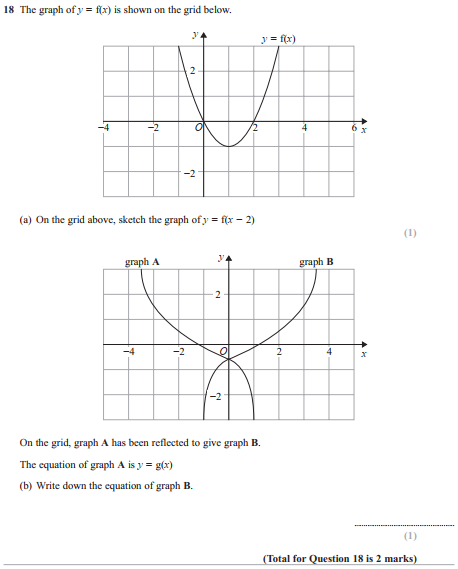 18 The graph of y = f(x) is shown on the grid below.
y
y = f(x)
2
-4 -2 O 2 4 6 x
-2
(a) On the grid above, sketch the graph of y = f(x − 2)
(1)
graph A y graph B
2
-4 -2 O 2 4 x
-2
On the grid, graph A has been reflected to give graph B.
The equation of graph A is y = g(x)
(b) Write down the equation of graph B.
(1)
(Total for Question 18 is 2 marks)